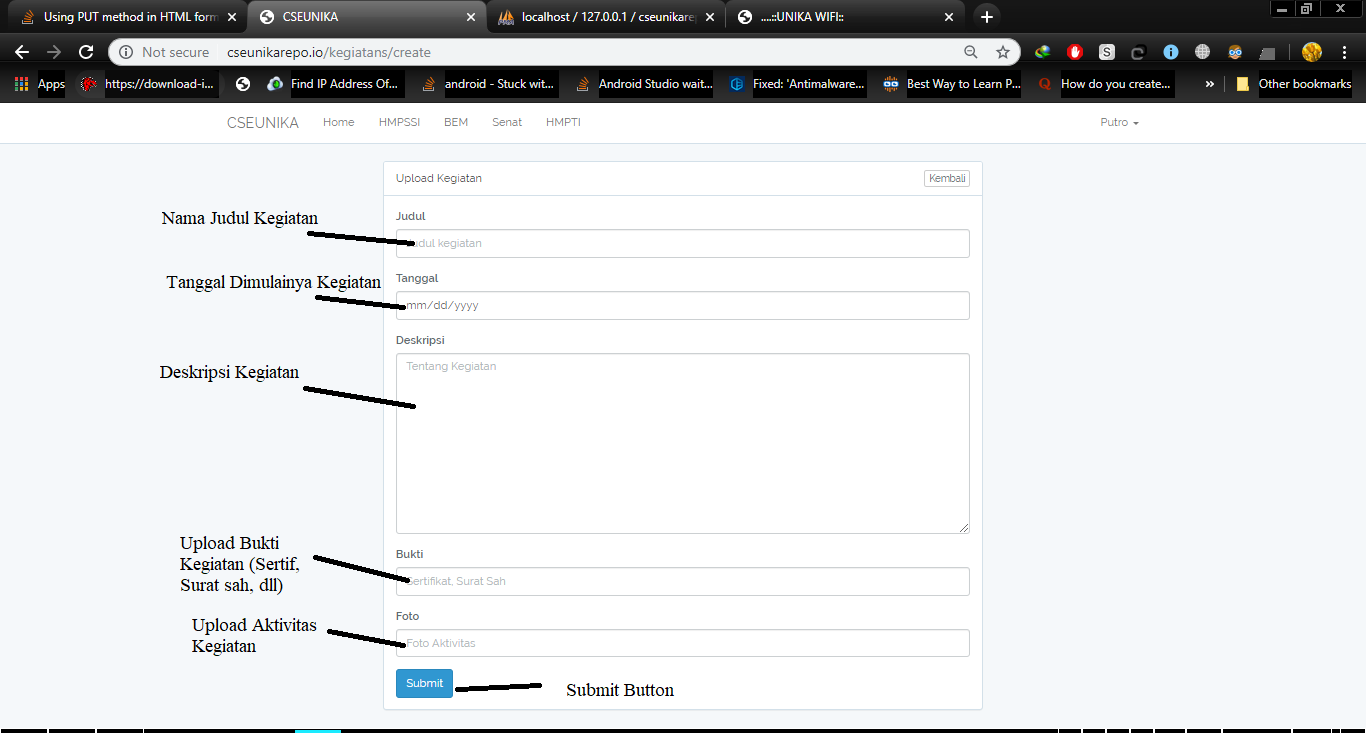 Using PUT method in HTML form
CSEUNIKA
localhost / 127.0.0.1 / cseunikarepo
....::UNIKA WIFI::
Not secure cseunikarepo.io/kegiatans/create
Apps https://download-i... Find IP Address Of... android - Stuck wit... Android Studio wait... Fixed: 'Antimalware... Best Way to Learn P... How do you create... » Other bookmarks
CSEUNIKA Home HMPSSI BEM Senat HMPTI Putro
Upload Kegiatan Kembali
Nama Judul Kegiatan
Judul
Judul kegiatan
Tanggal Dimulainya Kegiatan
Tanggal
mm/dd/yyyy
Deskripsi
Tentang Kegiatan
Deskripsi Kegiatan
Upload Bukti
Kegiatan (Sertif,
Surat sah, dll)
Bukti
Sertifikat, Surat Sah
Upload Aktivitas
Kegiatan
Foto
Foto Aktivitas
Submit
Submit Button